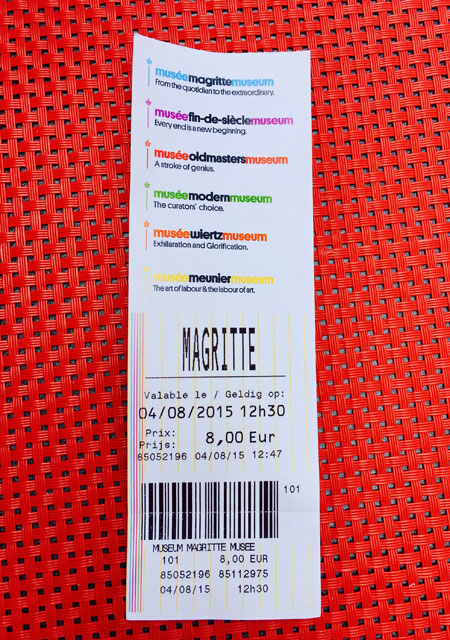 muséemagrittemuseum
From the quotidian to the extraordinary.
muséefin-de-sièclemuseum
Every end is a new beginning.
muséeoldmastersmuseum
A stroke of genius.
muséemodernmuseum
The curators' choice.
muséewiertzmuseum
Exhilaration and Glorification.
muséemeuniermuseum
The art of labour & the labour of art.
MAGRITTE
Valable le / Geldig op:
04/08/2015 12h30
Prix:
Prijs: 8,00 Eur
85052196 04/08/15 12:47
101
MUSEUM MAGRITTE MUSEE
101 8,00 EUR
85052196 85112975
04/08/15 12h30